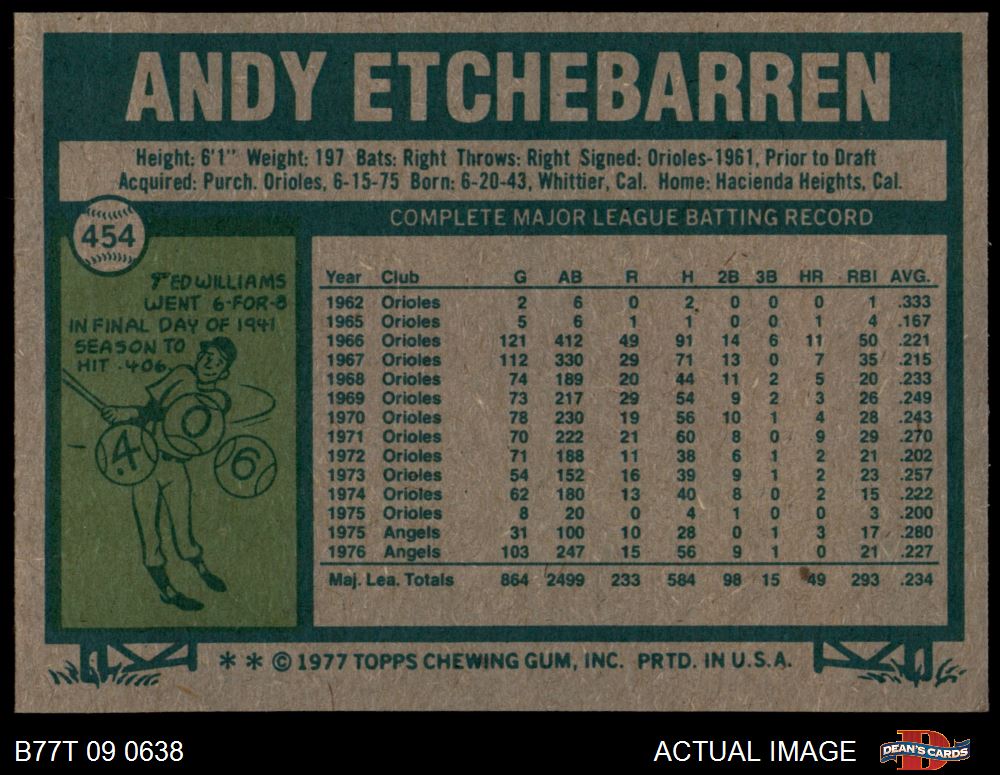 ANDY ETCHEBARREN
Height: 6'1" Weight: 197 Bats: Right Throws: Right Signed: Orioles-1961, Prior to Draft
Acquired: Purch. Orioles, 6-15-75 Born: 6-20-43, Whittier, Cal. Home: Hacienda Heights, Cal.
454
TED WILLIAMS
WENT 6-FOR-8
IN FINAL DAY OF 1941
SEASON TO
HIT .406
.4 0 6
COMPLETE MAJOR LEAGUE BATTING RECORD
Year Club G AB R H 2B 3B HR RBI AVG.
1962 Orioles 2 6 0 2 0 0 0 1 .333
1965 Orioles 5 6 1 1 0 0 1 4 .167
1966 Orioles 121 412 49 91 14 6 11 50 .221
1967 Orioles 112 330 29 71 13 0 7 35 .215
1968 Orioles 74 189 20 44 11 2 5 20 .233
1969 Orioles 73 217 29 54 9 2 3 26 .249
1970 Orioles 78 230 19 56 10 1 4 28 .243
1971 Orioles 70 222 21 60 8 0 9 29 .270
1972 Orioles 71 188 11 38 6 1 2 21 .202
1973 Orioles 54 152 16 39 9 1 2 23 .257
1974 Orioles 62 180 13 40 8 0 2 15 .222
1975 Orioles 8 20 0 4 1 0 0 3 .200
1975 Angels 31 100 10 28 0 1 3 17 .280
1976 Angels 103 247 15 56 9 1 0 21 .227
Maj. Lea. Totals 864 2499 233 584 98 15 49 293 .234
* * © 1977 TOPPS CHEWING GUM, INC. PRTD. IN U.S.A.
B77T 09 0638
ACTUAL IMAGE
DEAN'S CARDS